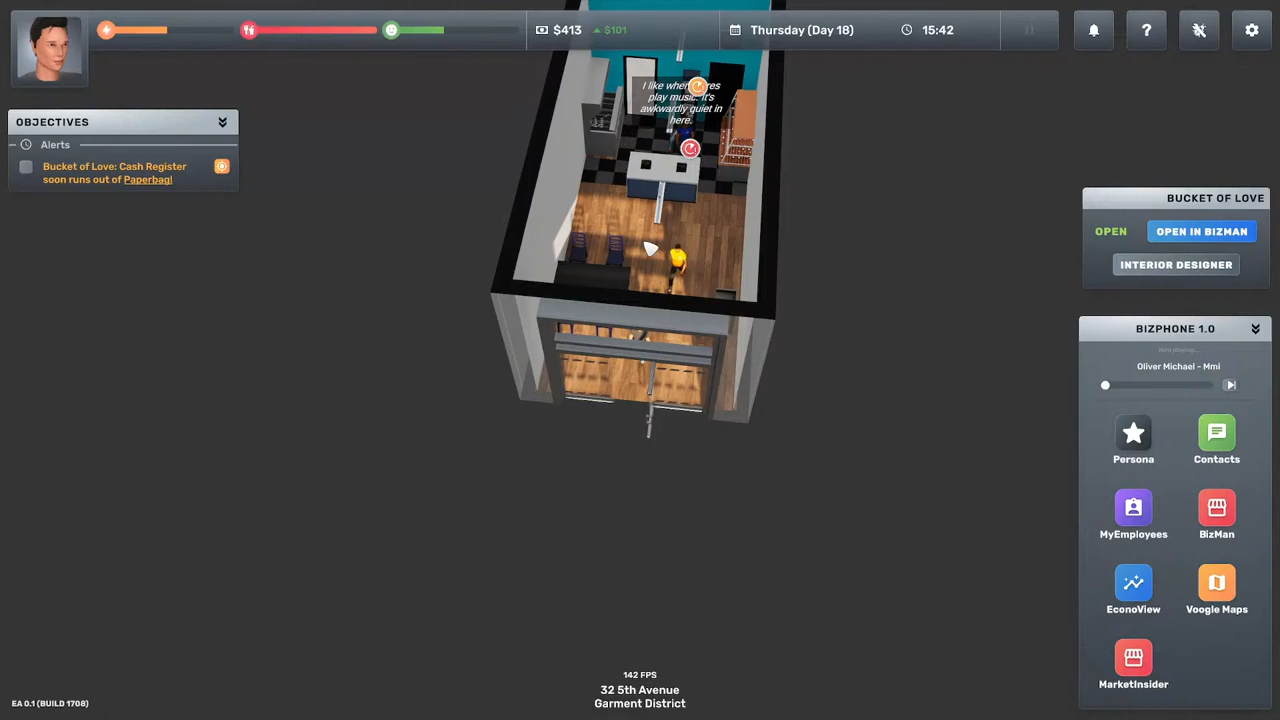 $413
$101
Thursday (Day 18)
15:42
?
OBJECTIVES
Alerts
Bucket of Love: Cash Register
soon runs out of Paperbag!
play music. It's
awkwardly quiet in
here.
I like when
BUCKET OF LOVE
OPEN
OPEN IN BIZMAN
INTERIOR DESIGNER
BIZPHONE 1.0
Oliver Michael - Mmi
Persona
Contacts
MyEmployees
BizMan
EconoView
Voogle Maps
MarketInsider
142 FPS
32 5th Avenue
Garment District
EA 0.1 (BUILD 1708)